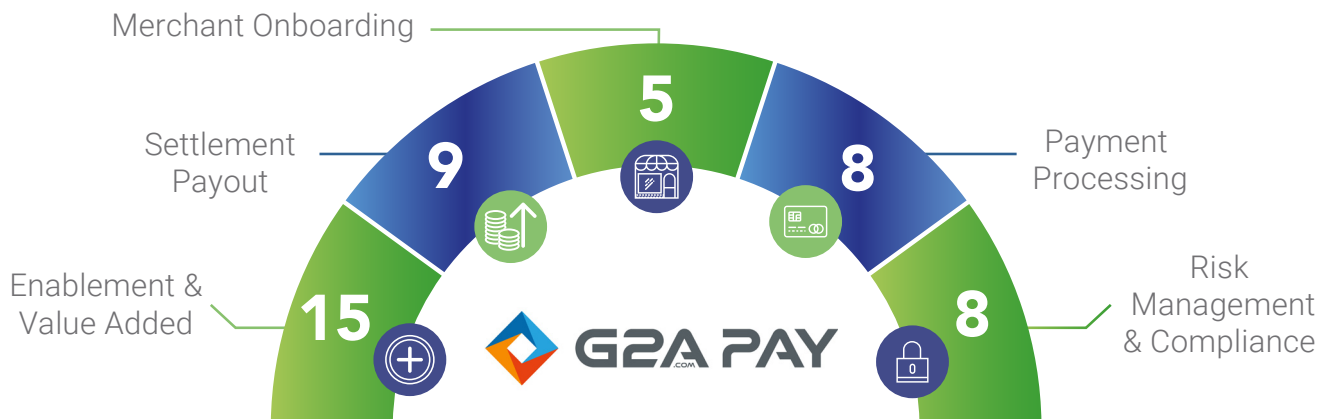 Merchant Onboarding
5
Settlement
Payout
9
8
Payment
Processing
Enablement &
Value Added
15
8
Risk
Management
& Compliance
G2A PAY
.COM
0